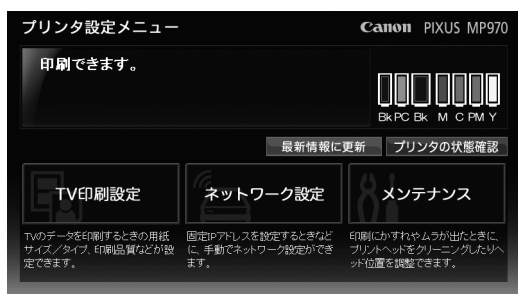 プリンタ設定メニュー
Canon PIXUS MP970
印刷できます。
Bk PC Bk M C PM Y
最新情報に更新 プリンタの状態確認
TV印刷設定
ネットワーク設定
メンテナンス
TVのデータを印刷するときの用紙
サイズ／タイプ、印刷品質などが設
定できます。
固定IPアドレスを設定するときなど
に、手動でネットワーク設定ができ
ます。
印刷にかすれやムラが出たときに、
プリントヘッドをクリーニングしたりヘ
ッド位置を調整できます。